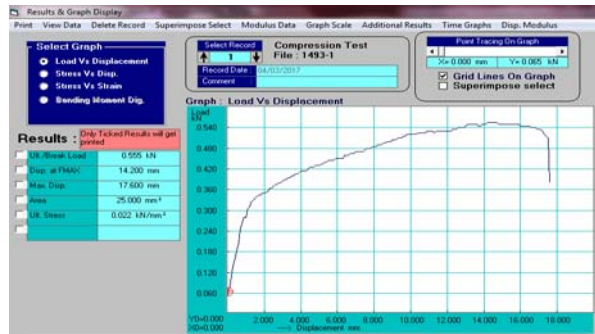 Results & Graph Display
Print View Data Delete Record Superimpose Select Modulus Data Graph Scale Additional Results Time Graphs Disp. Modulus
Select Graph
Load Vs Displacement
Stress Vs Disp.
Stress Vs Strain
Bending Moment Dig.
Select Record
1
Compression Test
File : 1493-1
Record Date : 04/03/2017
Comment :
Point Tracing On Graph
X= 0.000 mm Y= 0.065 kN
Grid Lines On Graph
Superimpose select
Results :
Only Ticked Results will get printed
Ult./Break Load 0.555 kN
Disp. at FMAX 14.200 mm
Max. Disp. 17.600 mm
Area 25.000 mm²
Ult. Stress 0.022 kN/mm²
Graph : Load Vs Displacement
Load
kN
0.540
0.480
0.420
0.360
0.300
0.240
0.180
0.120
0.060
Y0=0.000
X0=0.000
2.000 4.000 6.000 8.000 10.000 12.000 14.000 16.000 18.000
Displacement mm